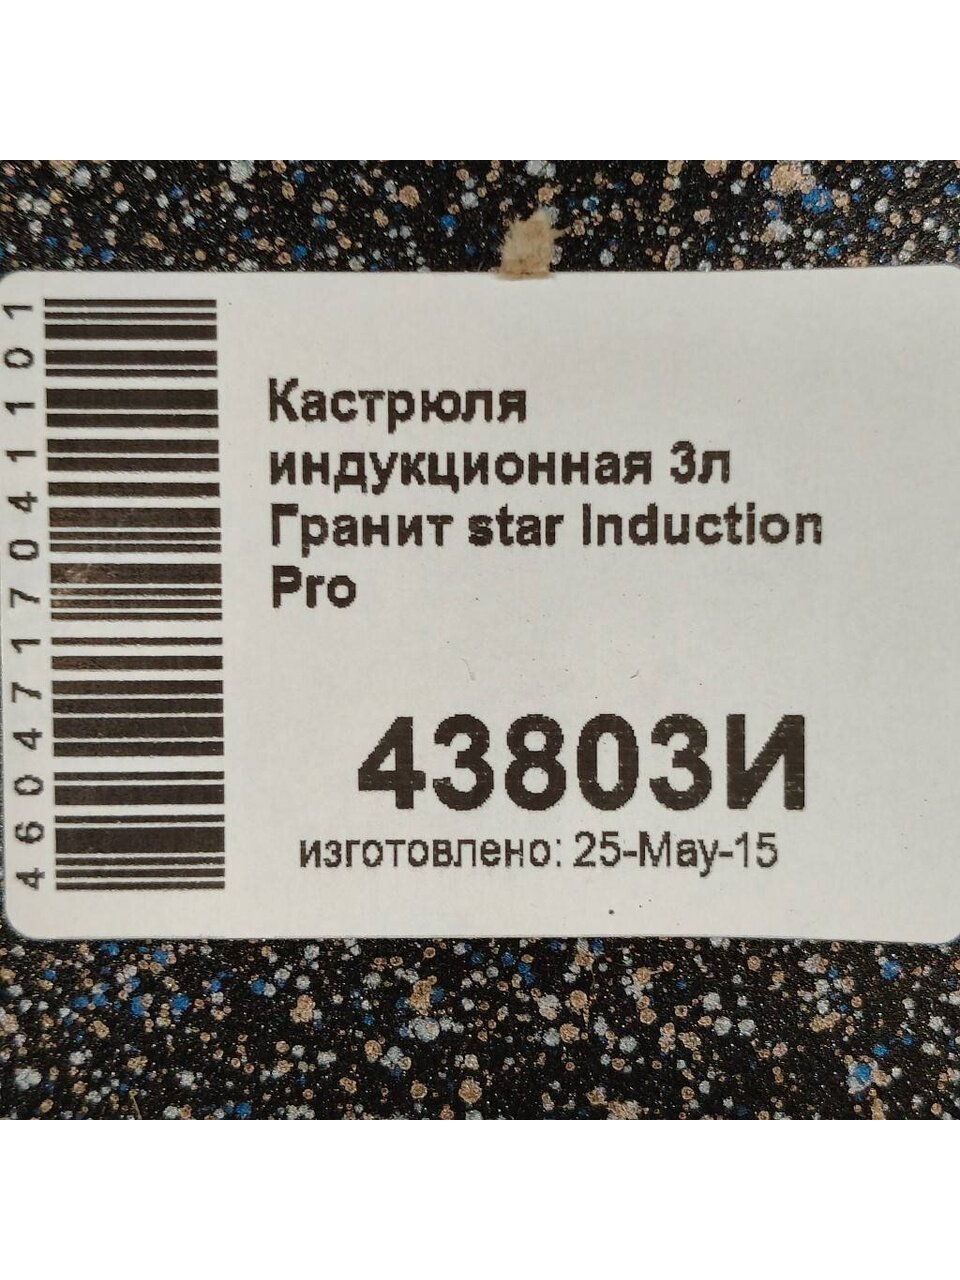 4604717041101
Кастрюля
индукционная 3л
Гранит star Induction
Pro
43803И
изготовлено: 25-May-15